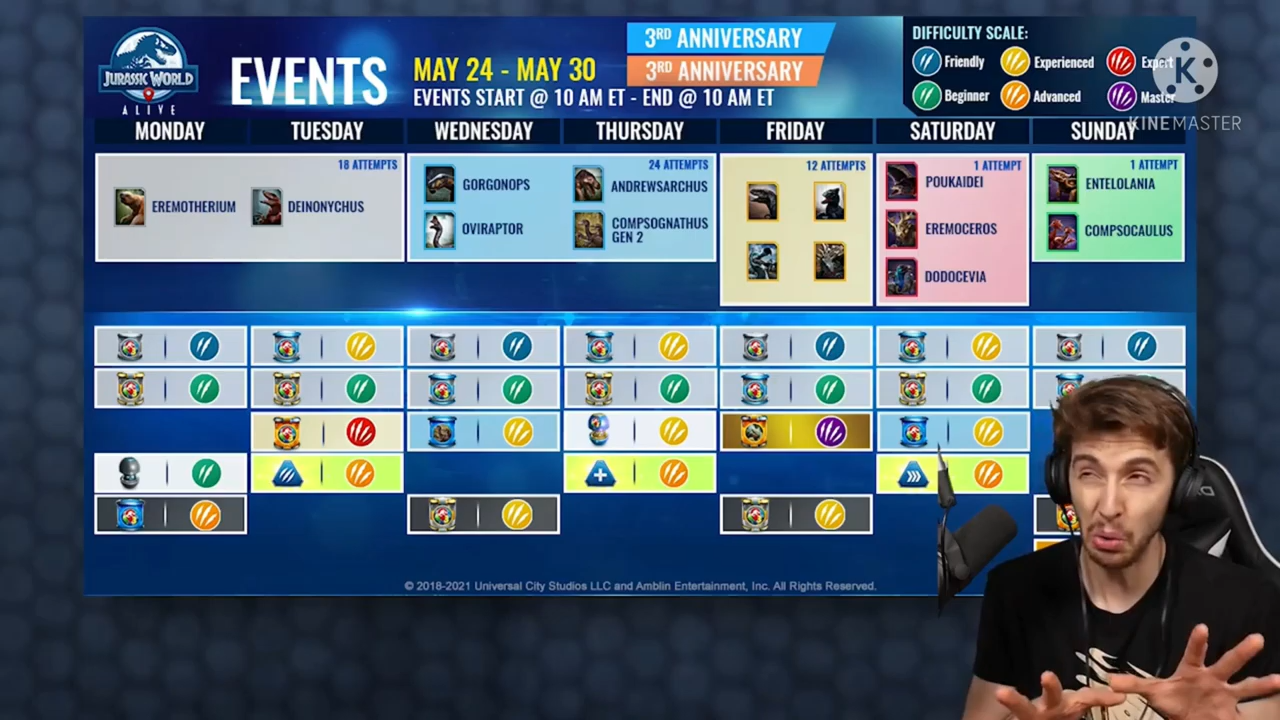 JURASSIC WORLD
ALIVE
EVENTS
MAY 24 - MAY 30
3RD ANNIVERSARY
3RD ANNIVERSARY
EVENTS START @ 10 AM ET - END @ 10 AM ET
DIFFICULTY SCALE:
Friendly
Experienced
Expert
Beginner
Advanced
Master
K
KINEMASTER
MONDAY
TUESDAY
WEDNESDAY
THURSDAY
FRIDAY
SATURDAY
SUNDAY
18 ATTEMPTS
EREMOTHERIUM
DEINONYCHUS
24 ATTEMPTS
GORGONOPS
ANDREWSARCHUS
OVIRAPTOR
COMPSOGNATHUS
GEN 2
12 ATTEMPTS
1 ATTEMPT
POUKAIDEI
EREMOCEROS
DODOCEVIA
1 ATTEMPT
ENTELOLANIA
COMPSOCAULUS
© 2018-2021 Universal City Studios LLC and Amblin Entertainment, Inc. All Rights Reserved.